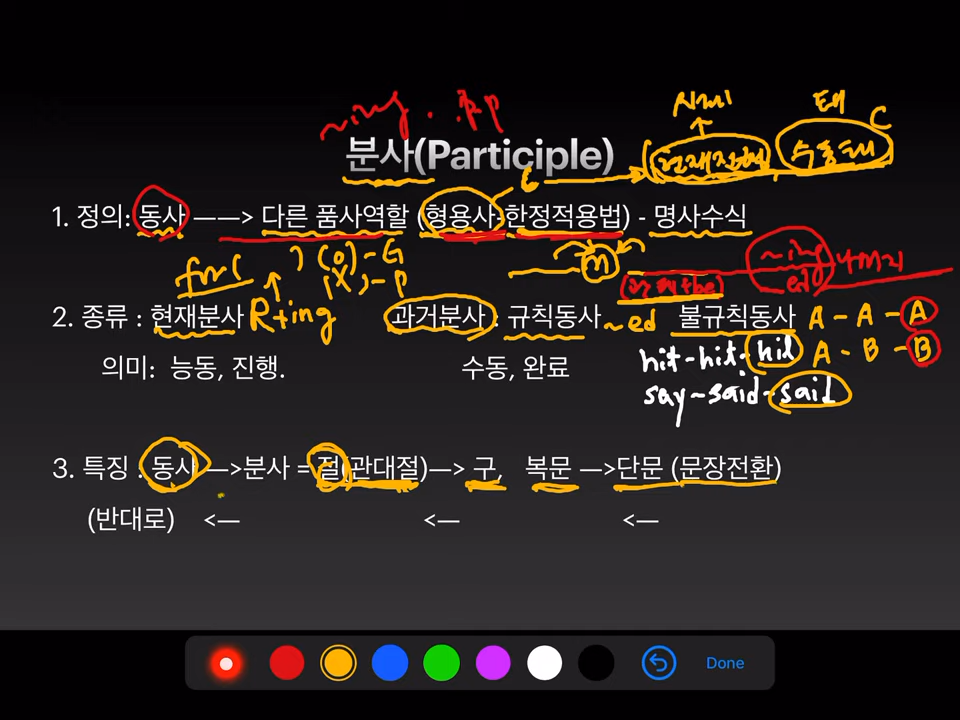 ~ing . pp
시제 태
분사(Participle) (현재진행 수동태 C
1. 정의: 동사 ——> 다른 품사역할 (형용사-한정적용법) - 명사수식
(o) - G n ~ing
X - P ed
2. 종류 : 현재분사 R+ing 과거분사 : 규칙동사 ~ed 불규칙동사 A - A - A
hit-hit-hit A - B - B
의미: 능동, 진행. 수동, 완료
say-said-said
3. 특징 : 동사 —>분사 = 절(관대절)—> 구, 복문 —>단문 (문장전환)
(반대로) <— <— <—
Done